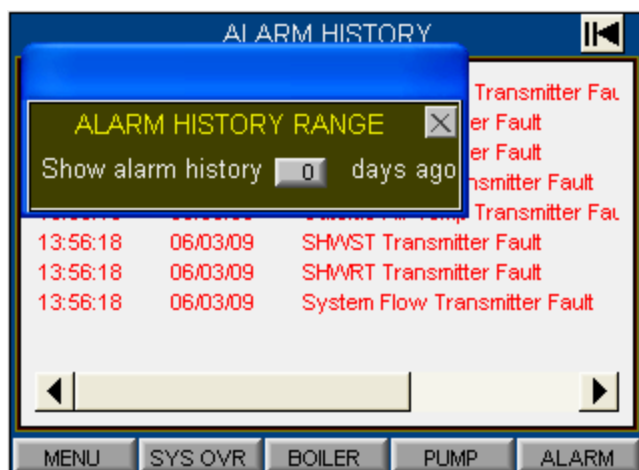 ALARM HISTORY
Transmitter Fau
ALARM HISTORY RANGE
er Fault
er Fault
Show alarm history 0 days ago
nsmitter Fault
Transmitter Fau
13:56:18 06/03/09 SHWST Transmitter Fault
13:56:18 06/03/09 SHWRT Transmitter Fault
13:56:18 06/03/09 System Flow Transmitter Fault
MENU SYS OVR BOILER PUMP ALARM